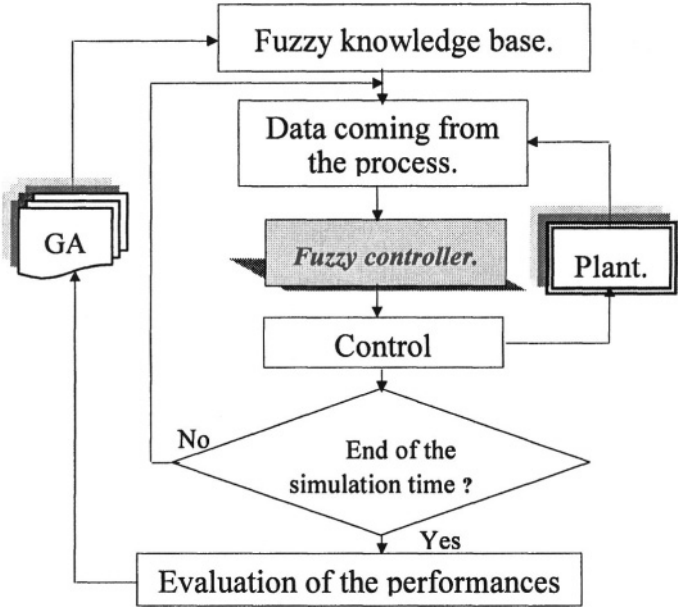 Fuzzy knowledge base.
Data coming from
the process.
GA
Fuzzy controller.
Plant.
Control
No
End of the
simulation time ?
Yes
Evaluation of the performances